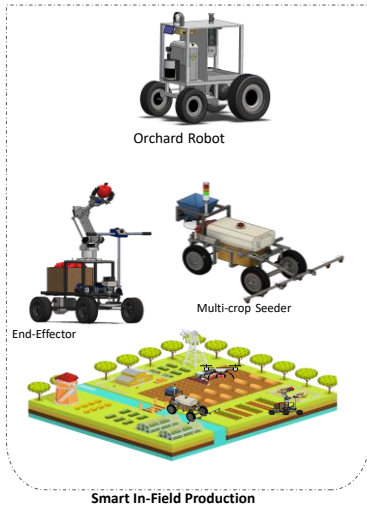 Orchard Robot
Multi-crop Seeder
End-Effector
Smart In-Field Production